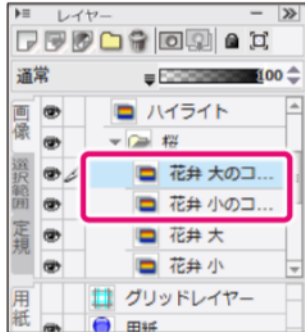 レイヤー
通常 100
画像
選択範囲
定規
用紙
ハイライト
桜
花弁 大のコ...
花弁 小のコ...
花弁 大
花弁 小
グリッドレイヤー
用紙